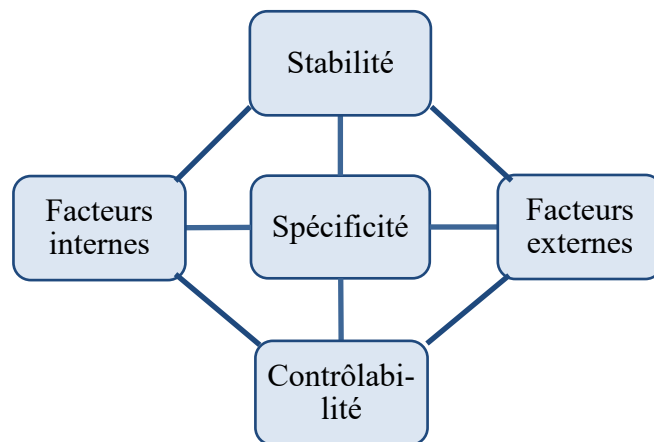 Stabilité
Facteurs
internes
Spécificité
Facteurs
externes
Contrôlabi-
lité